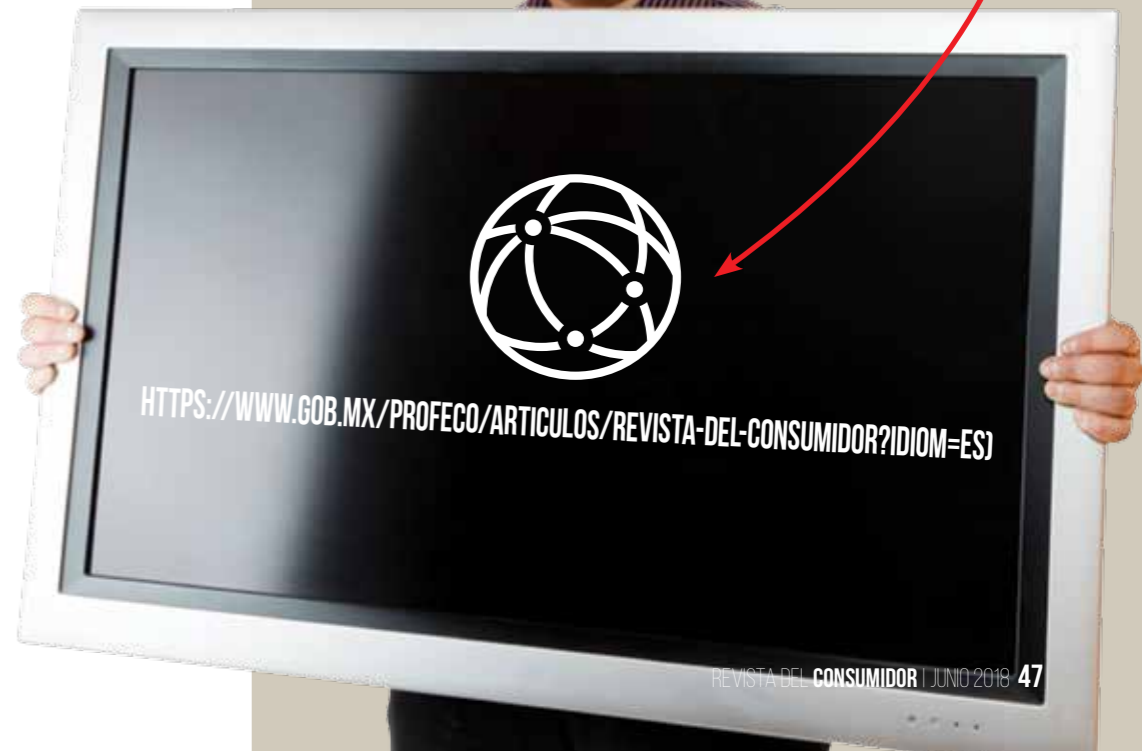 HTTPS://WWW.GOB.MX/PROFECO/ARTICULOS/REVISTA-DEL-CONSUMIDOR?IDIOM=ES)
REVISTA DEL CONSUMIDOR | JUNIO 2018 47